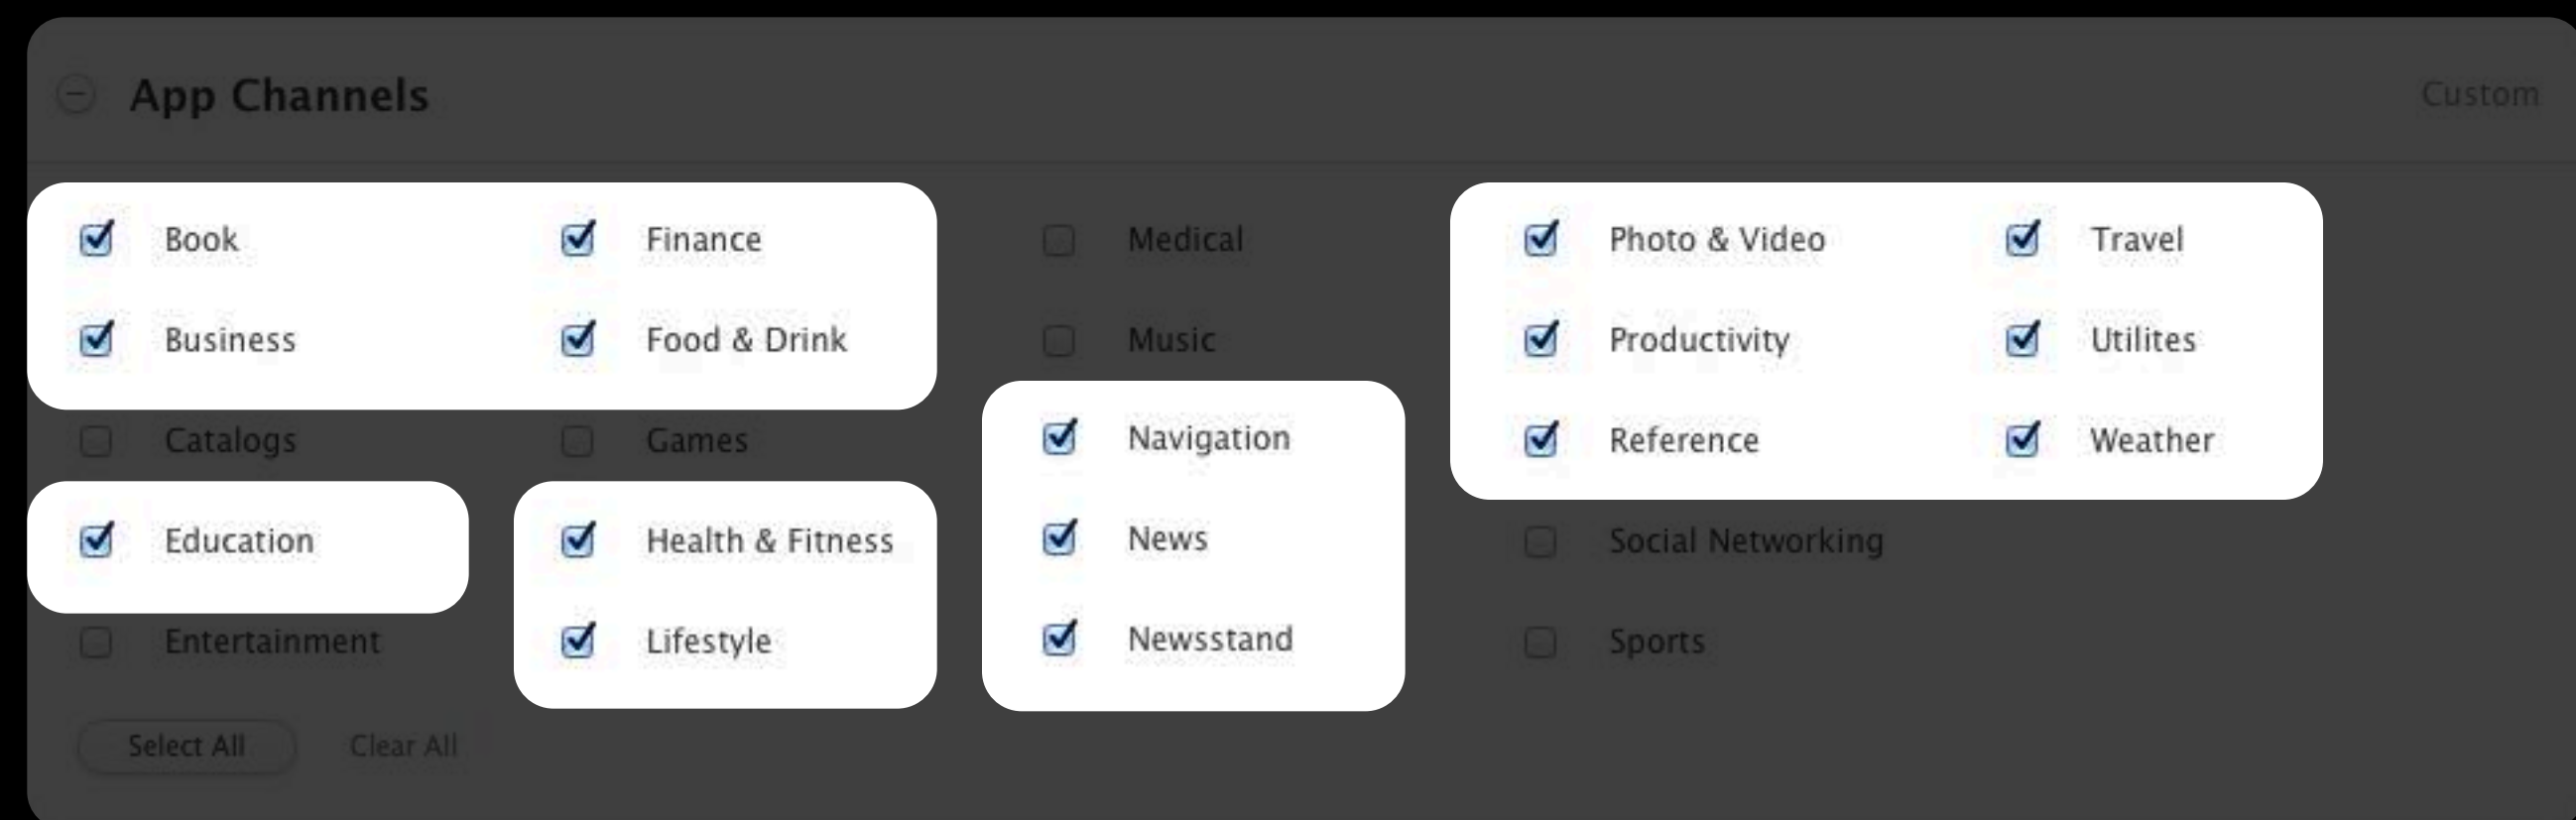 App Channels
Custom
Book
Finance
Medical
Photo & Video
Travel
Business
Food & Drink
Music
Productivity
Utilites
Catalogs
Games
Navigation
Reference
Weather
Education
Health & Fitness
News
Social Networking
Entertainment
Lifestyle
Newsstand
Sports
Select All
Clear All